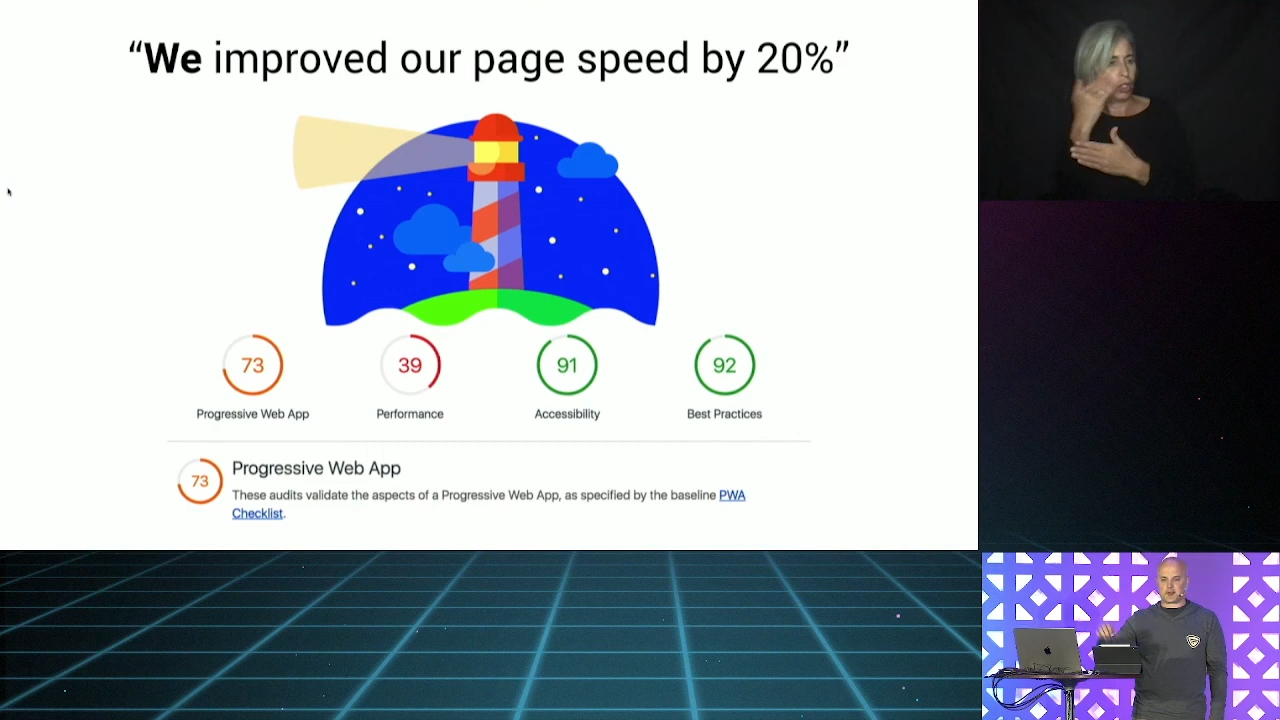 “We improved our page speed by 20%”
73
39
91
92
Progressive Web App
Performance
Accessibility
Best Practices
73
Progressive Web App
These audits validate the aspects of a Progressive Web App, as specified by the baseline PWA
Checklist.